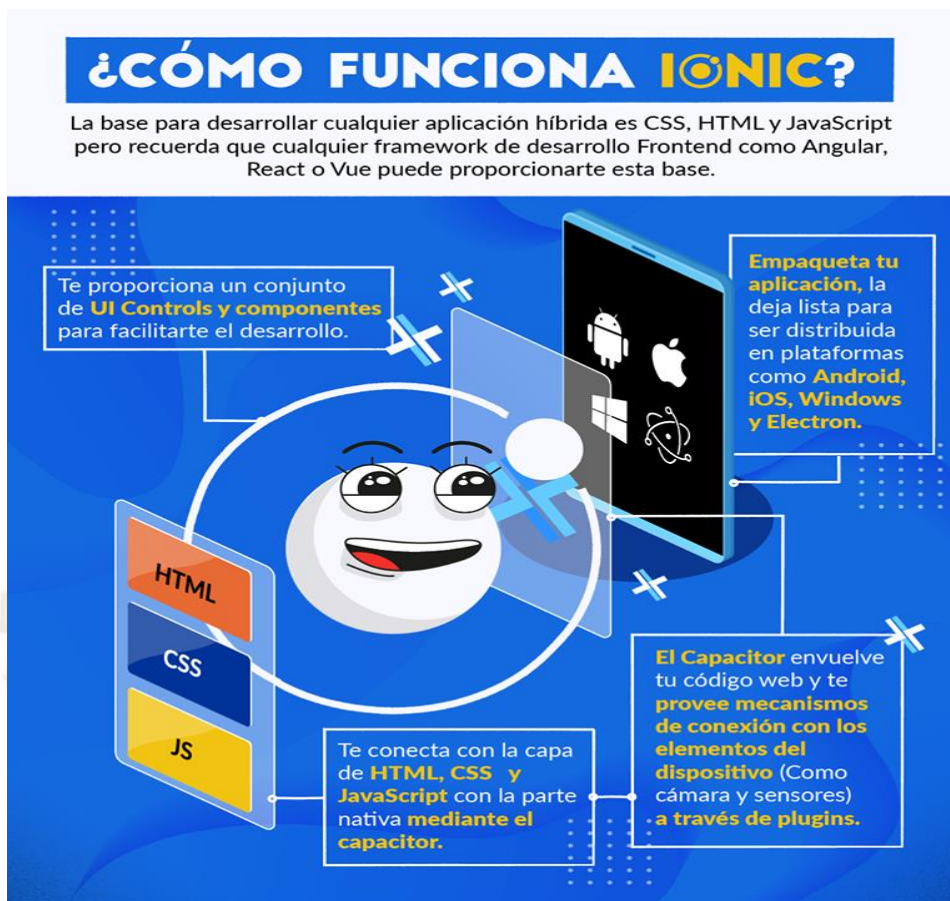 ¿CÓMO FUNCIONA IONIC?
La base para desarrollar cualquier aplicación híbrida es CSS, HTML y JavaScript
pero recuerda que cualquier framework de desarrollo Frontend como Angular,
React o Vue puede proporcionarte esta base.
Te proporciona un conjunto
de UI Controls y componentes
para facilitarte el desarrollo.
Empaqueta tu
aplicación, la
deja lista para
ser distribuida
en plataformas
como Android,
iOS, Windows
y Electron.
HTML
CSS
JS
Te conecta con la capa
de HTML, CSS y
JavaScript con la parte
nativa mediante el
capacitor.
El Capacitor envuelve
tu código web y te
provee mecanismos
de conexión con los
elementos del
dispositivo (Como
cámara y sensores)
a través de plugins.